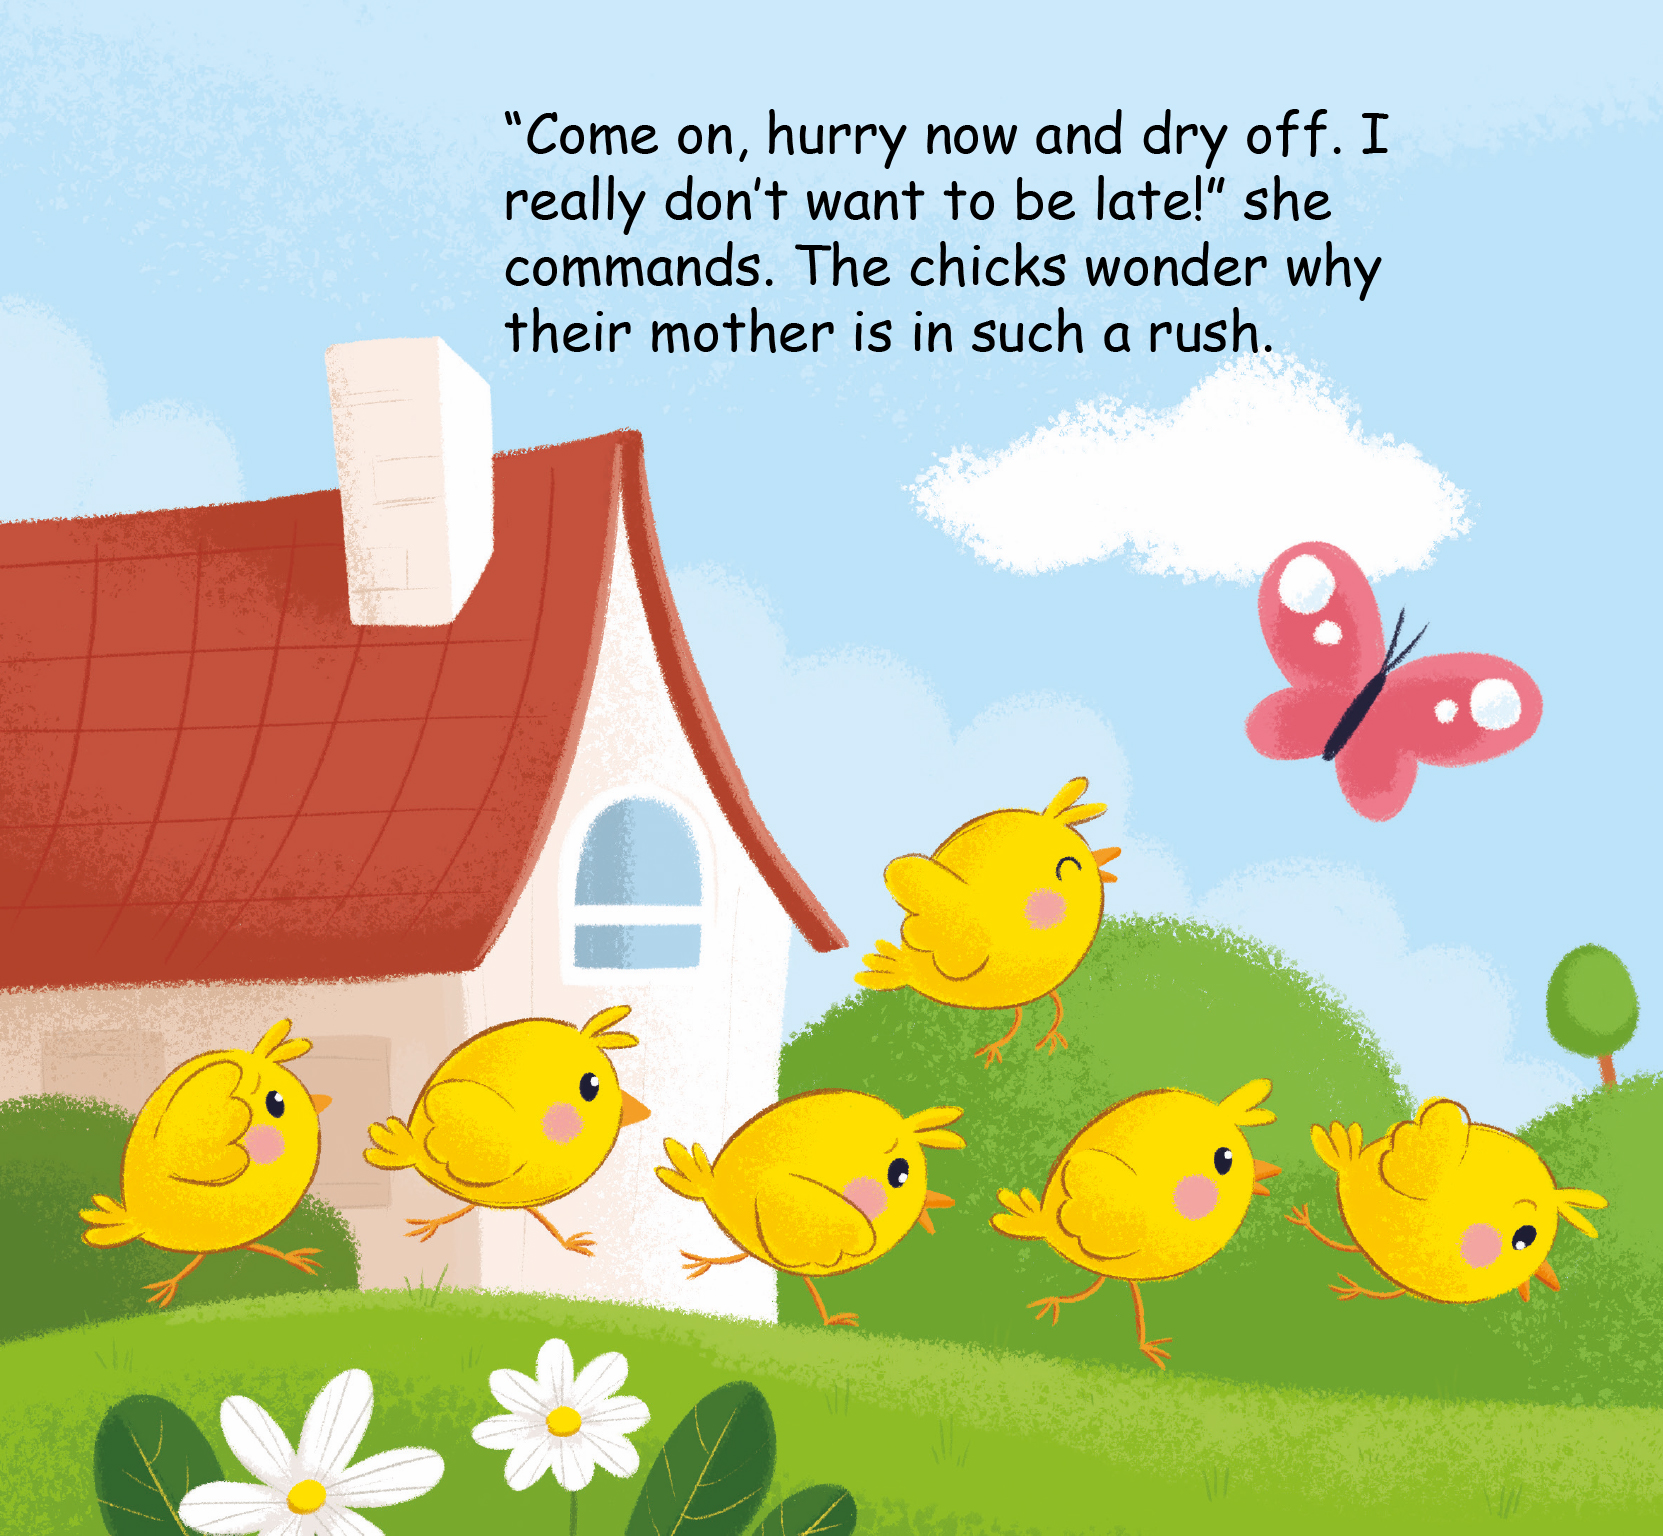 “Come on, hurry now and dry off. I
really don’t want to be late!” she
commands. The chicks wonder why
their mother is in such a rush.